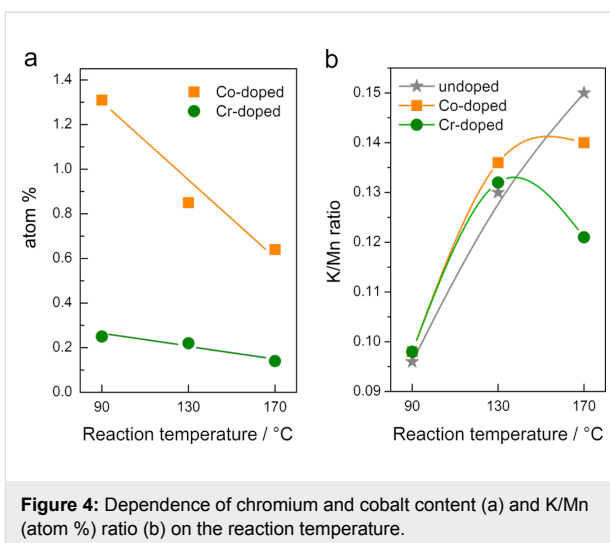 a
1.4
1.2
1.0
0.8
0.6
0.4
0.2
0.0
atom %
Co-doped
Cr-doped
90
130
170
Reaction temperature / °C
b
0.15
0.14
0.13
0.12
0.11
0.10
0.09
K/Mn ratio
undoped
Co-doped
Cr-doped
90
130
170
Reaction temperature / °C
Figure 4: Dependence of chromium and cobalt content (a) and K/Mn
(atom %) ratio (b) on the reaction temperature.